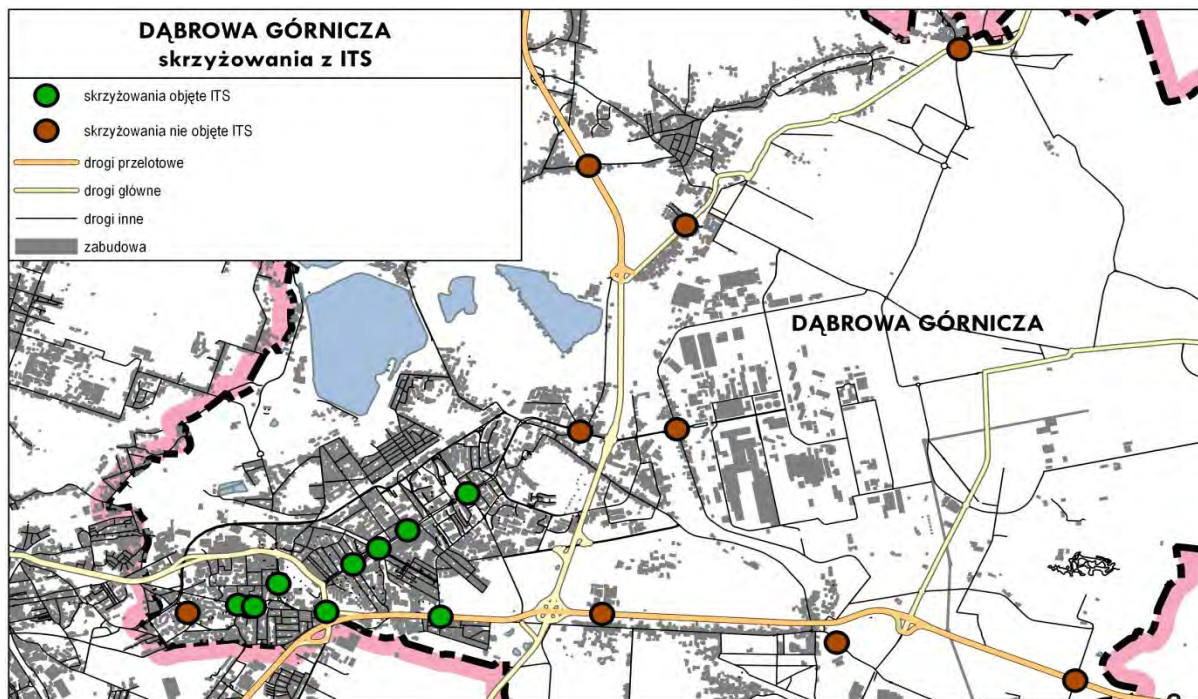 DĄBROWA GÓRNICZA
skrzyżowania z ITS
skrzyżowania objęte ITS
skrzyżowania nie objęte ITS
drogi przelotowe
drogi główne
drogi inne
zabudowa
DĄBROWA GÓRNICZA